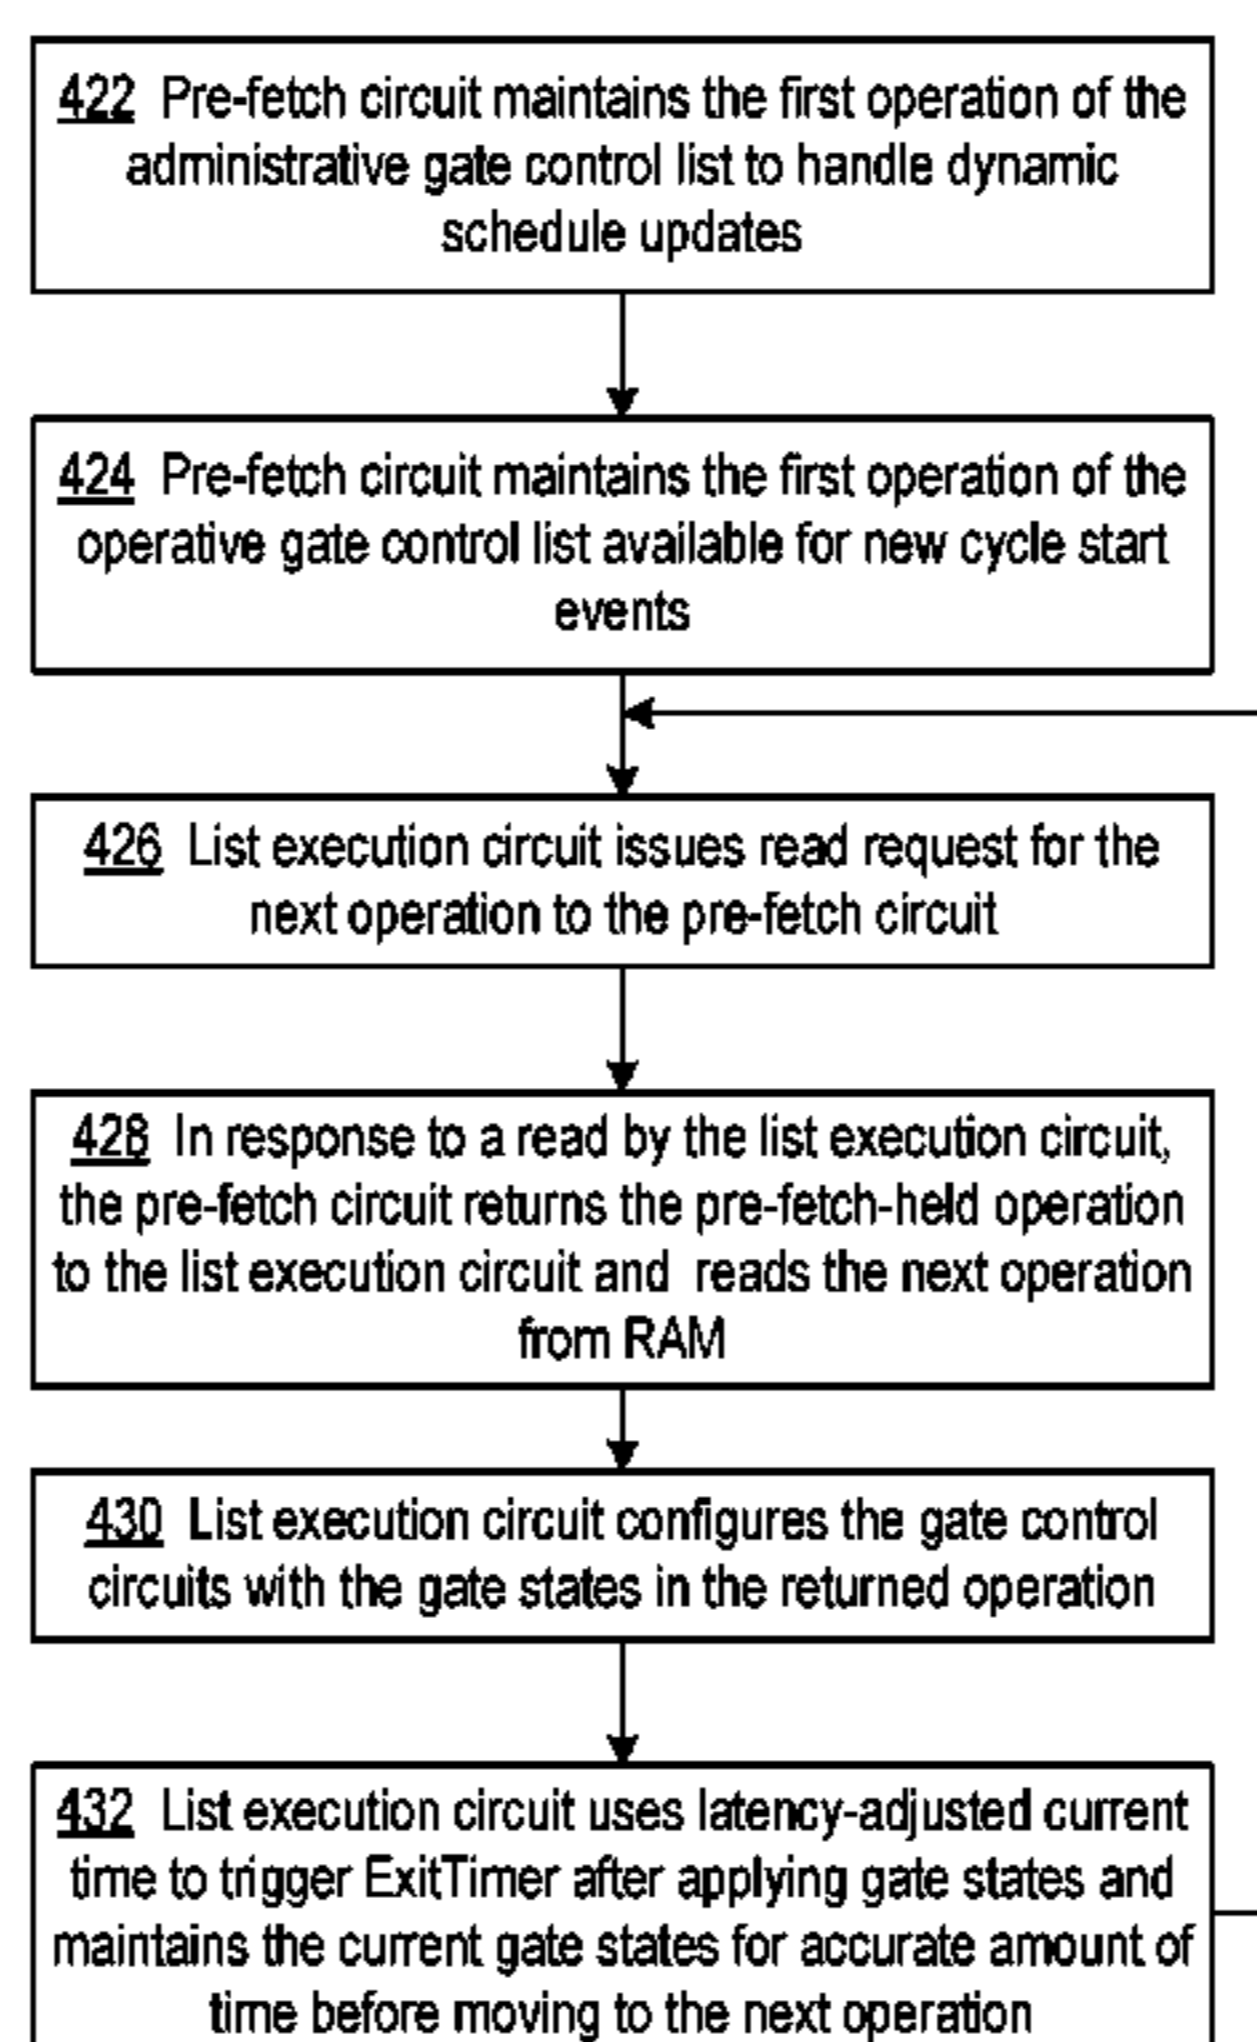 422 Pre-fetch circuit maintains the first operation of the
administrative gate control list to handle dynamic
schedule updates
424 Pre-fetch circuit maintains the first operation of the
operative gate control list available for new cycle start
events
426 List execution circuit issues read request for the
next operation to the pre-fetch circuit
428 In response to a read by the list execution circuit,
the pre-fetch circuit returns the pre-fetch-held operation
to the list execution circuit and reads the next operation
from RAM
430 List execution circuit configures the gate control
circuits with the gate states in the returned operation
432 List execution circuit uses latency-adjusted current
time to trigger ExitTimer after applying gate states and
maintains the current gate states for accurate amount of
time before moving to the next operation